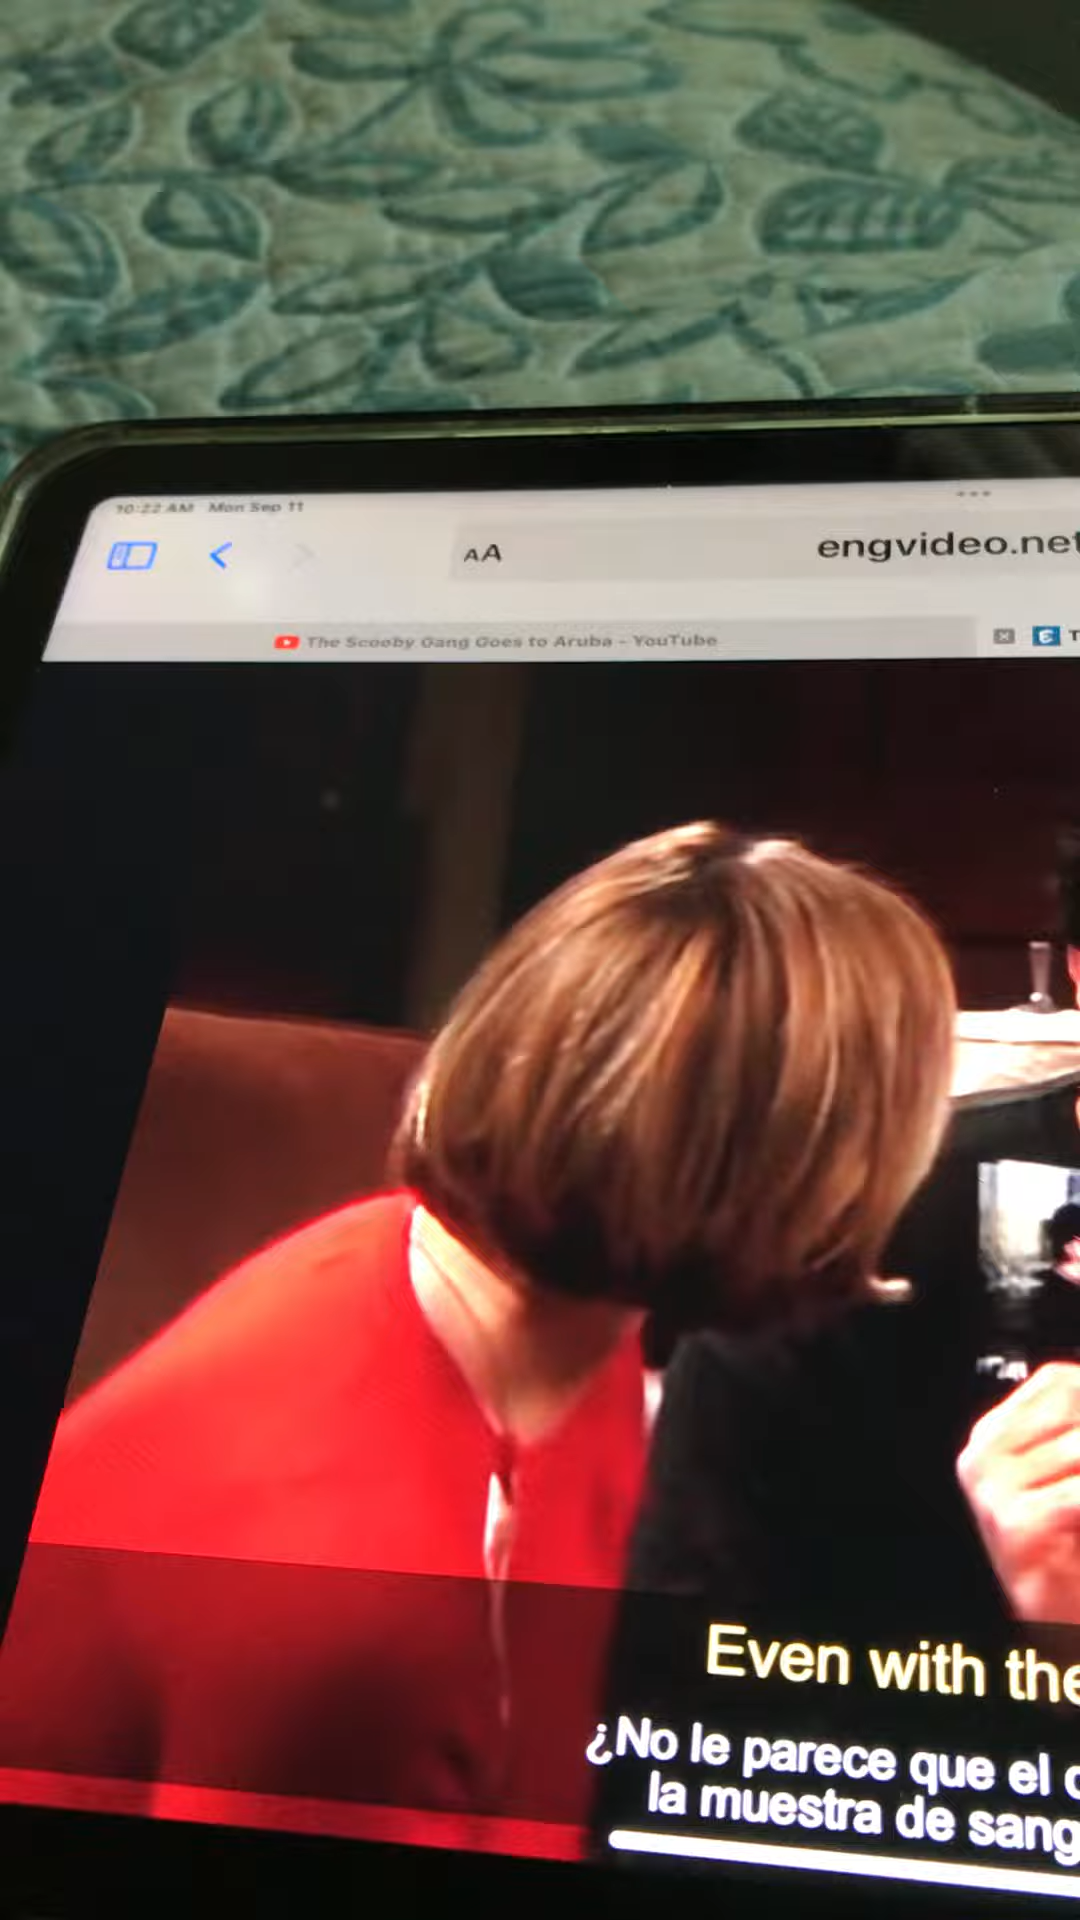 10:22 AM Mon Sep 11
AA engvideo.net
The Scooby Gang Goes to Aruba - YouTube
Even with the
¿No le parece que el
la muestra de sang